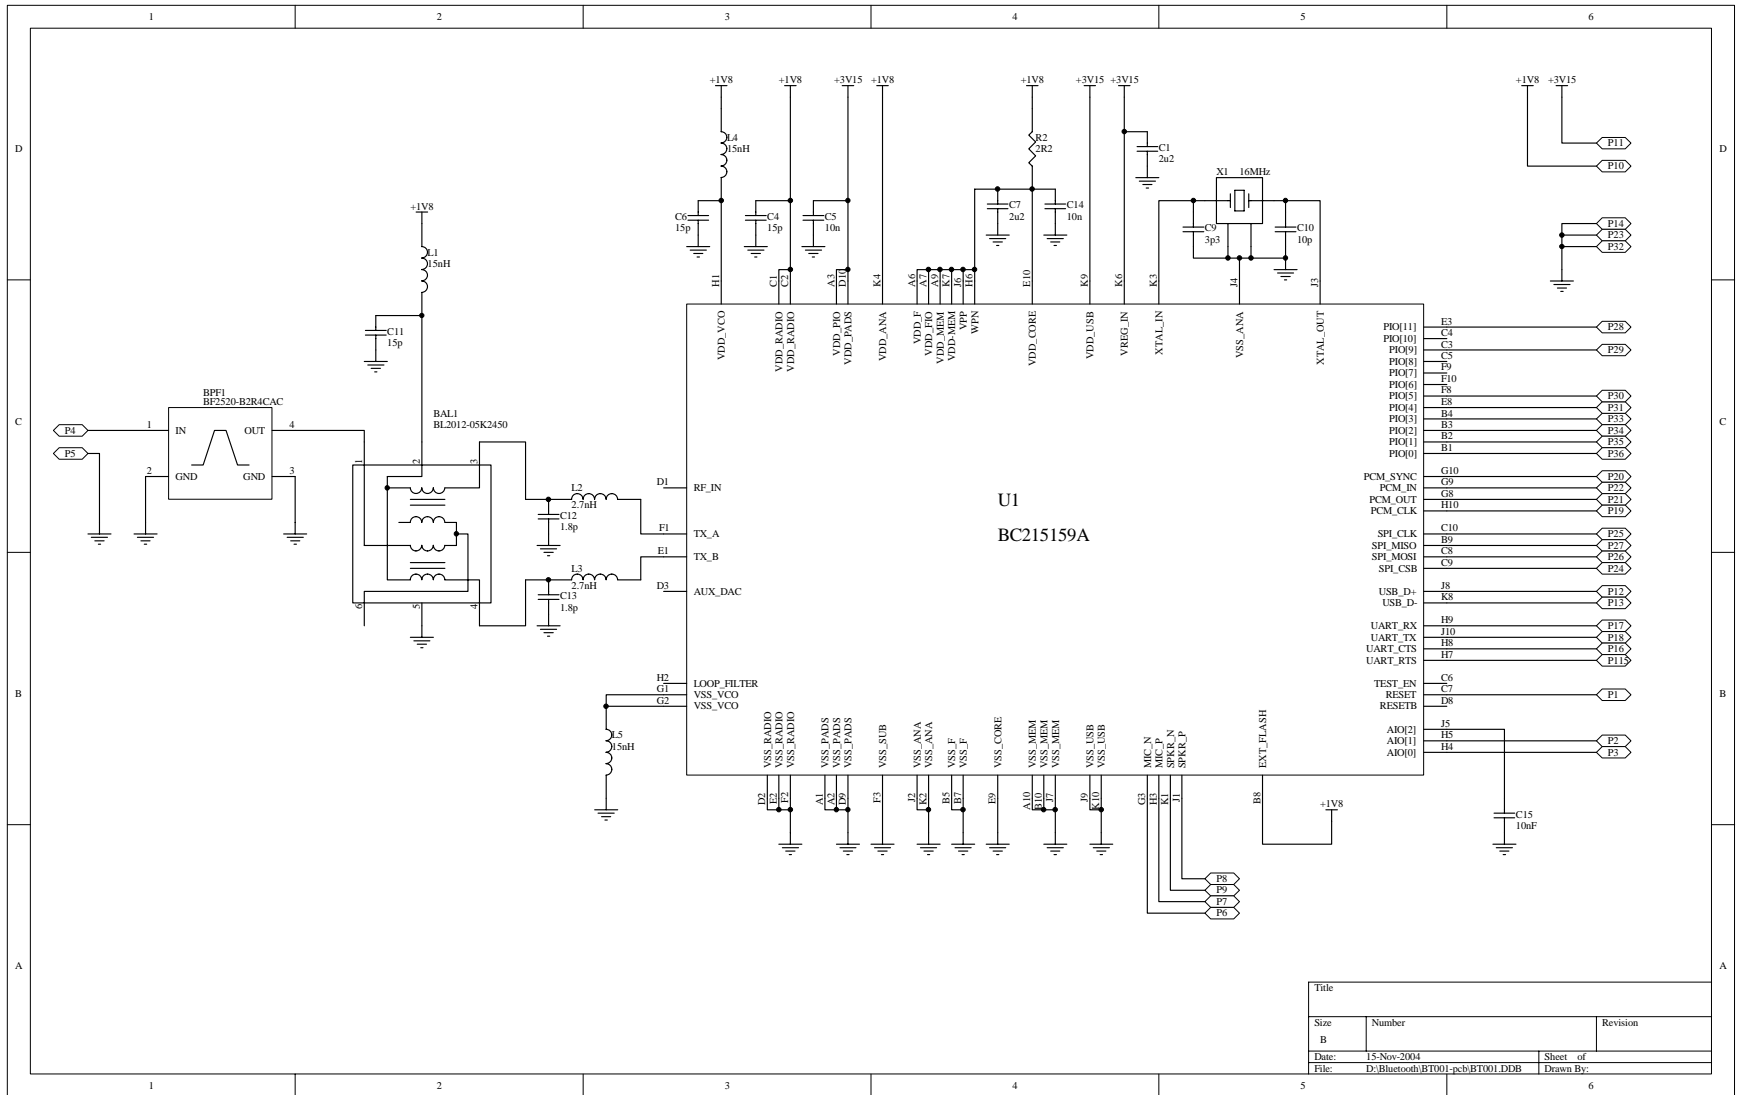 1 2 3 4 5 6
+1V8 +1V8 +3V15 +1V8 +1V8 +3V15 +3V15 +1V8 +3V15
D D
L4
15nH
R2
2R2
C1
2u2
P11
P10
X1 16MHz
C6
15p
C4
15p
C5
10n
C7
2u2
C14
10n
C9
3p3
C10
10p
P14
P23
P32
+1V8
L1
15nH
C11
15p
H1 C1 C2 A3 D10 K4 A6 A7 A9 K7 J6 H6 E10 K9 K6 K3 J4 J3
VDD_VCO
VDD_RADIO
VDD_RADIO
VDD_PIO
VDD_PADS
VDD_ANA
VDD_F
VDD_FIO
VDD_MEM
VDD-MEM
VPP
WPN
VDD_CORE
VDD_USB
VREG_IN
XTAL_IN
VSS_ANA
XTAL_OUT
PIO[11] E3 P28
PIO[10] C4
PIO[9] C3 P29
PIO[8] C5
PIO[7] F9
PIO[6] F10
PIO[5] F8 P30
PIO[4] E8 P31
PIO[3] B4 P33
PIO[2] B3 P34
PIO[1] B2 P35
PIO[0] B1 P36
C C
BPF1
BF2520-B2R4CAC
P4 1 IN OUT 4
P5
2 GND GND 3
BAL1
BL2012-05K2450
1 2 3
6 5 4
L2
2.7nH
C12
1.8p
L3
2.7nH
C13
1.8p
D1 RF_IN
F1 TX_A
E1 TX_B
D3 AUX_DAC
U1
BC215159A
PCM_SYNC G10 P20
PCM_IN G9 P22
PCM_OUT G8 P21
PCM_CLK H10 P19
SPI_CLK C10 P25
SPI_MISO B9 P27
SPI_MOSI C8 P26
SPI_CSB C9 P24
USB_D+ J8 P12
USB_D- K8 P13
UART_RX H9 P17
UART_TX J10 P18
UART_CTS H8 P16
UART_RTS H7 P115
TEST_EN C6
RESET C7 P1
RESETB D8
AIO[2] J5
AIO[1] H5 P2
AIO[0] H4 P3
B B
H2 LOOP_FILTER
G1 VSS_VCO
G2 VSS_VCO
L5
15nH
VSS_RADIO
VSS_RADIO
VSS_RADIO
VSS_PADS
VSS_PADS
VSS_PADS
VSS_SUB
VSS_ANA
VSS_ANA
VSS_F
VSS_F
VSS_CORE
VSS_MEM
VSS_MEM
VSS_MEM
VSS_USB
VSS_USB
MIC_N
MIC_P
SPKR_N
SPKR_P
EXT_FLASH
D2 E2 F2 A1 A2 D9 F3 J2 K2 B5 B7 E9 A10 B10 J7 J9 K10 G3 H3 K1 J1 B8
+1V8
C15
10nF
P8
P9
P7
P6
A A
Title
Size Number Revision
B
Date: 15-Nov-2004 Sheet of
File: D:\Bluetooth\BT001-pcb\BT001.DDB Drawn By:
1 2 3 4 5 6